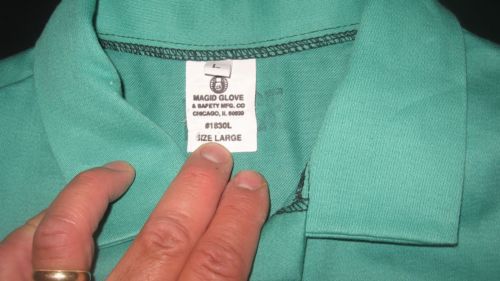 L
MAGID GLOVE
& SAFETY MFG. CO
CHICAGO, IL 60639
#1830L
SIZE LARGE